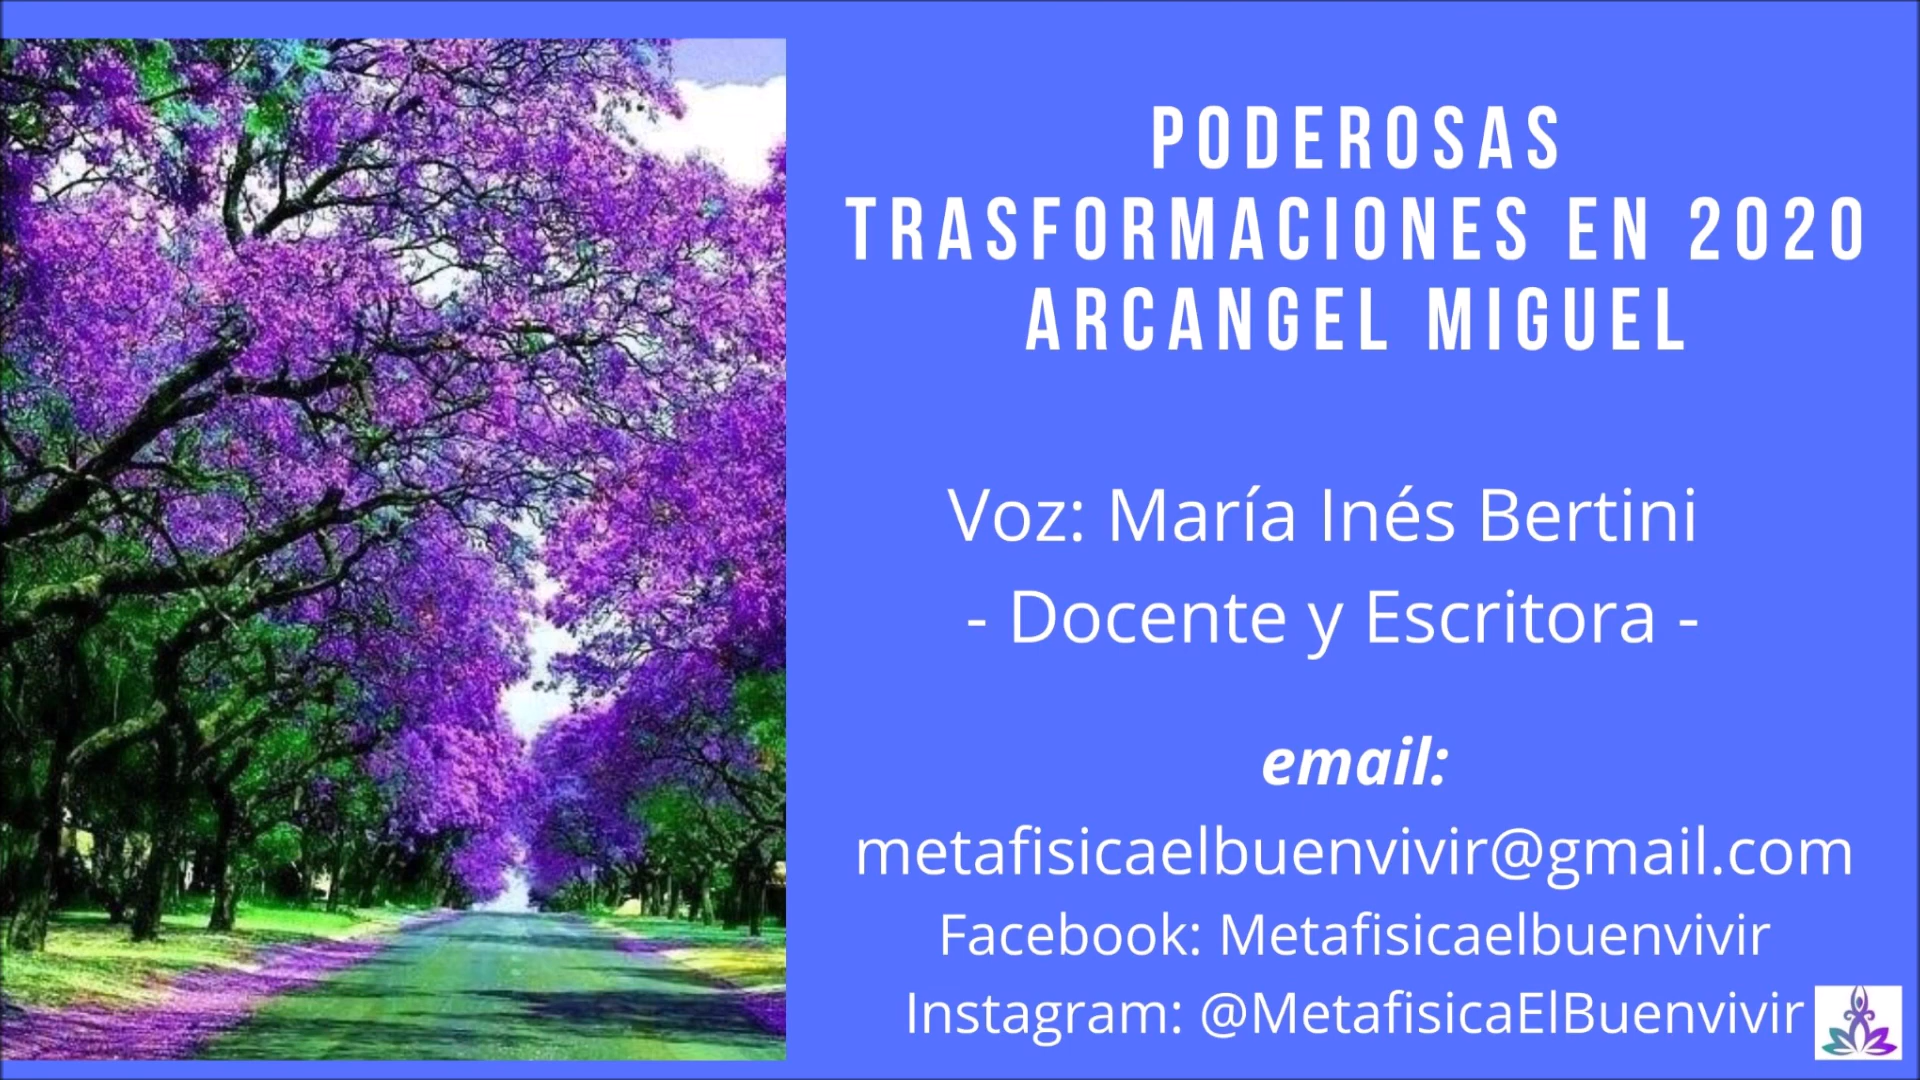 PODEROSAS
TRASFORMACIONES EN 2020
ARCANGEL MIGUEL
Voz: María Inés Bertini
- Docente y Escritora -
email:
metafisicaelbuenvivir@gmail.com
Facebook: Metafisicaelbuenvivir
Instagram: @MetafisicaElBuenvivir